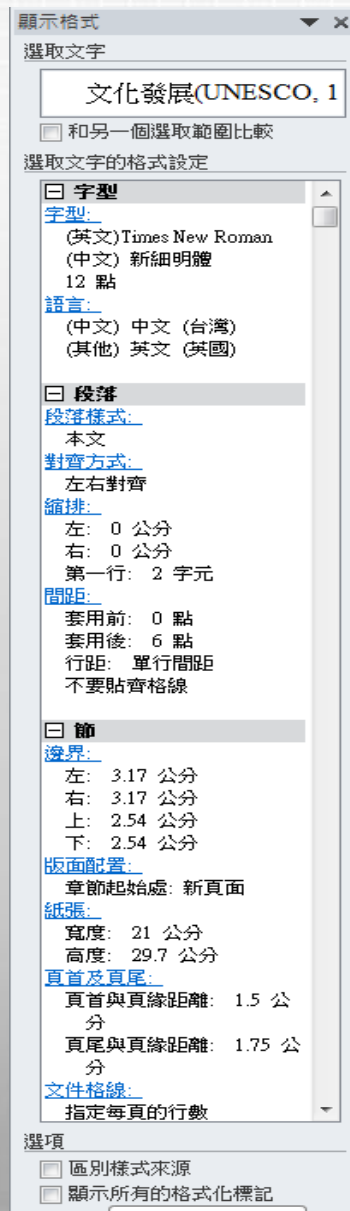 顯示格式
選取文字
文化發展(UNESCO, 1
和另一個選取範圍比較
選取文字的格式設定
字型
字型:
(英文)Times New Roman
(中文) 新細明體
12 點
語言:
(中文) 中文 (台灣)
(其他) 英文 (英國)
段落
段落樣式:
本文
對齊方式:
左右對齊
縮排:
左: 0 公分
右: 0 公分
第一行: 2 字元
間距:
套用前: 0 點
套用後: 6 點
行距: 單行間距
不要貼齊格線
節
邊界:
左: 3.17 公分
右: 3.17 公分
上: 2.54 公分
下: 2.54 公分
版面配置:
章節起始處: 新頁面
紙張:
寬度: 21 公分
高度: 29.7 公分
頁首及頁尾:
頁首與頁緣距離: 1.5 公
分
頁尾與頁緣距離: 1.75 公
分
文件格線:
指定每頁的行數
選項
區別樣式來源
顯示所有的格式化標記